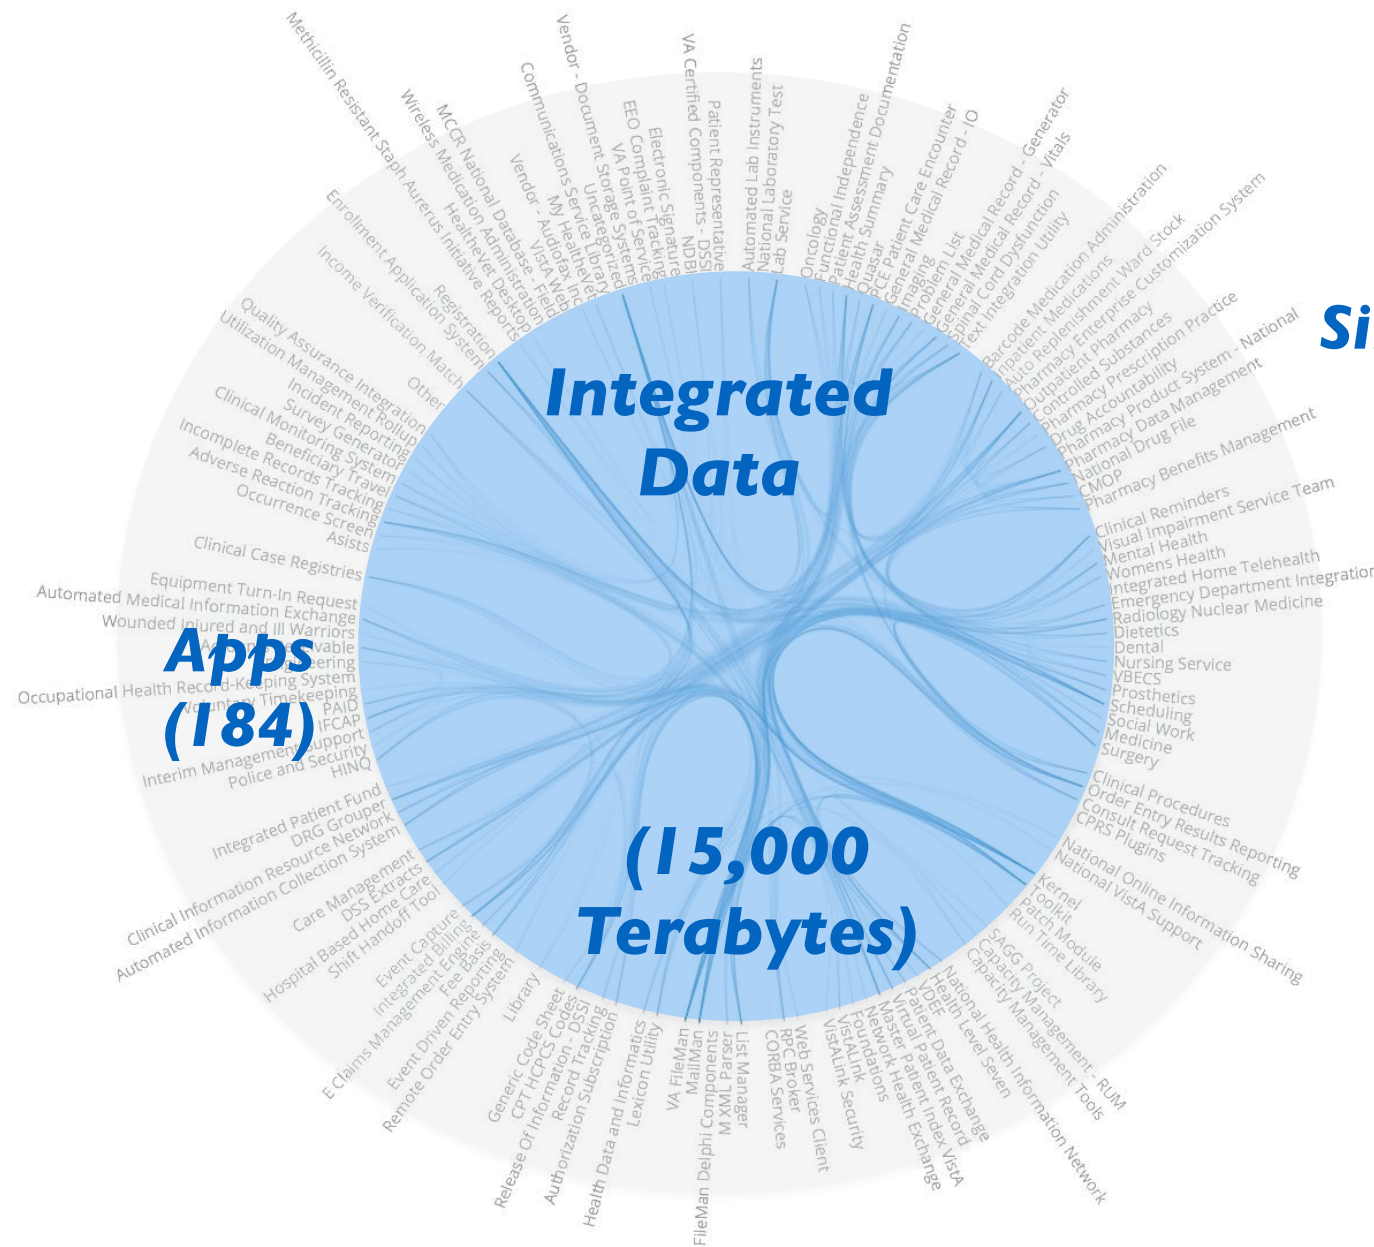 Integrated
Data
(15,000
Terabytes)
Apps
(184)
Si
Patient Representative
Automated Lab Instruments
National Laboratory Test
Lab Service
Oncology
Functional Independence
Patient Assessment Documentation
Health Summary
Quasar
PCE Patient Care Encounter
General Medical Record - IO
Imaging
Problem List
General Medical Record - Generator
General Medical Record - Vitals
Spinal Cord Dysfunction
Text Integration Utility
Barcode Medication Administration
Inpatient Medications
Auto Replenishment Ward Stock
Pharmacy Enterprise Customization System
Outpatient Pharmacy
Controlled Substances
Pharmacy Prescription Practice
Drug Accountability
Pharmacy Product System - National
Pharmacy Data Management
National Drug File
CMOP
Pharmacy Benefits Management
Clinical Reminders
Visual Impairment Service Team
Mental Health
Womens Health
Integrated Home Telehealth
Emergency Department Integration
Radiology Nuclear Medicine
Dietetics
Dental
Nursing Service
VBECS
Prosthetics
Scheduling
Social Work
Medicine
Surgery
Clinical Procedures
Order Entry Results Reporting
Consult Request Tracking
CPRS Plugins
National Online Information Sharing
National VistA Support
Kernel
Toolkit
Patch Module
Run Time Library
SAGG Project
Capacity Management - RUM
Capacity Management Tools
National Health Information Network
Health Level Seven
VDEF
Patient Data Exchange
Virtual Patient Record
Master Patient Index VistA
Network Health Exchange
Foundations
VistALink
VistALink Security
Web Services Client
RPC Broker
CORBA Services
List Manager
M XML Parser
FileMan Delphi Components
MailMan
VA FileMan
Lexicon Utility
Health Data and Informatics
Authorization Subscription
Record Tracking
Release Of Information - DSSI
CPT HCPCS Codes
Generic Code Sheet
Library
Remote Order Entry System
Event Driven Reporting
Fee Basis
E Claims Management Engine
Integrated Billing
Event Capture
Shift Handoff Tool
Hospital Based Home Care
DSS Extracts
Care Management
Automated Information Collection System
Clinical Information Resource Network
DRG Grouper
Integrated Patient Fund
HINQ
Police and Security
Interim Management Support
IFCAP
PAID
Voluntary Timekeeping
Occupational Health Record-Keeping System
Engineering
Wounded Injured and Ill Warriors
Automated Medical Information Exchange
Equipment Turn-In Request
Clinical Case Registries
Asists
Occurrence Screen
Adverse Reaction Tracking
Incomplete Records Tracking
Beneficiary Travel
Clinical Monitoring System
Survey Generator
Incident Reporting
Utilization Management Rollup
Quality Assurance Integration
Other
Income Verification Match
Enrollment Application System
Registration
Methicillin Resistant Staph Aurerus Initiative Reports
HealtheVet Desktop
Wireless Medication Administration
MCCR National Database - Field
VistA Web
Vendor - Audiofax Inc
My HealtheVet
Communications Service Library
Uncategorized
Vendor - Document Storage Systems
VA Point of Service
EEO Complaint Tracking
Electronic Signature
NDBI
VA Certified Components - DSSI